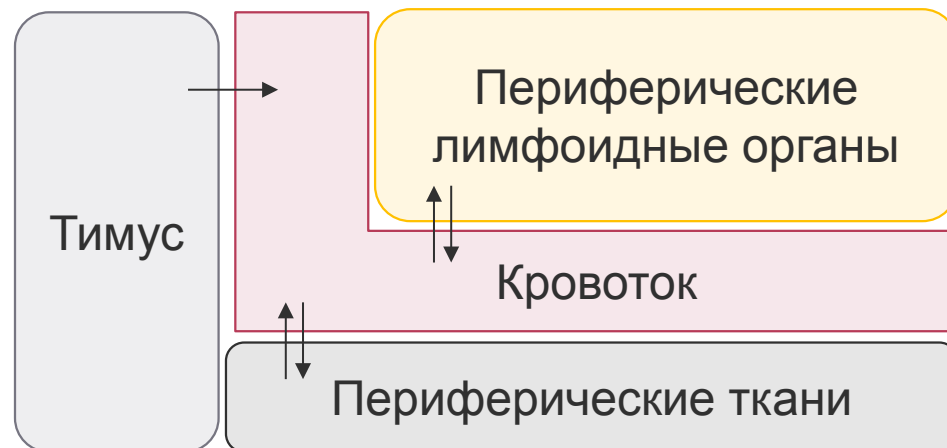 Периферические
лимфоидные органы
Тимус
Кровоток
Периферические ткани